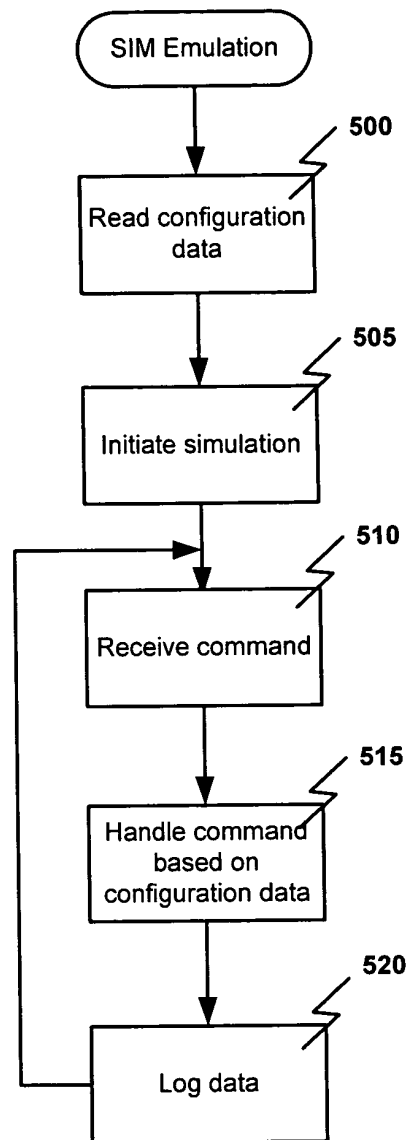 SIM Emulation
500
Read configuration
data
505
Initiate simulation
510
Receive command
515
Handle command
based on
configuration data
520
Log data